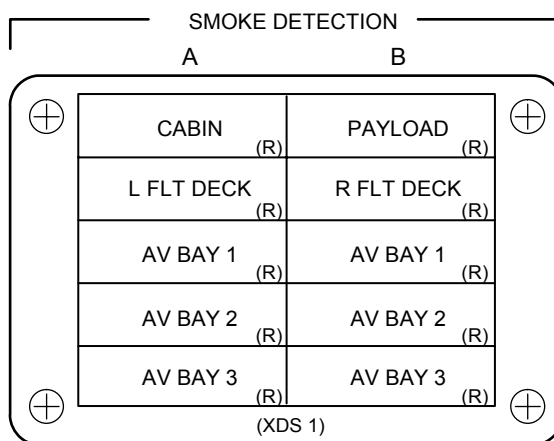 SMOKE DETECTION
A B
CABIN (R) PAYLOAD (R)
L FLT DECK (R) R FLT DECK (R)
AV BAY 1 (R) AV BAY 1 (R)
AV BAY 2 (R) AV BAY 2 (R)
AV BAY 3 (R) AV BAY 3 (R)
(XDS 1)